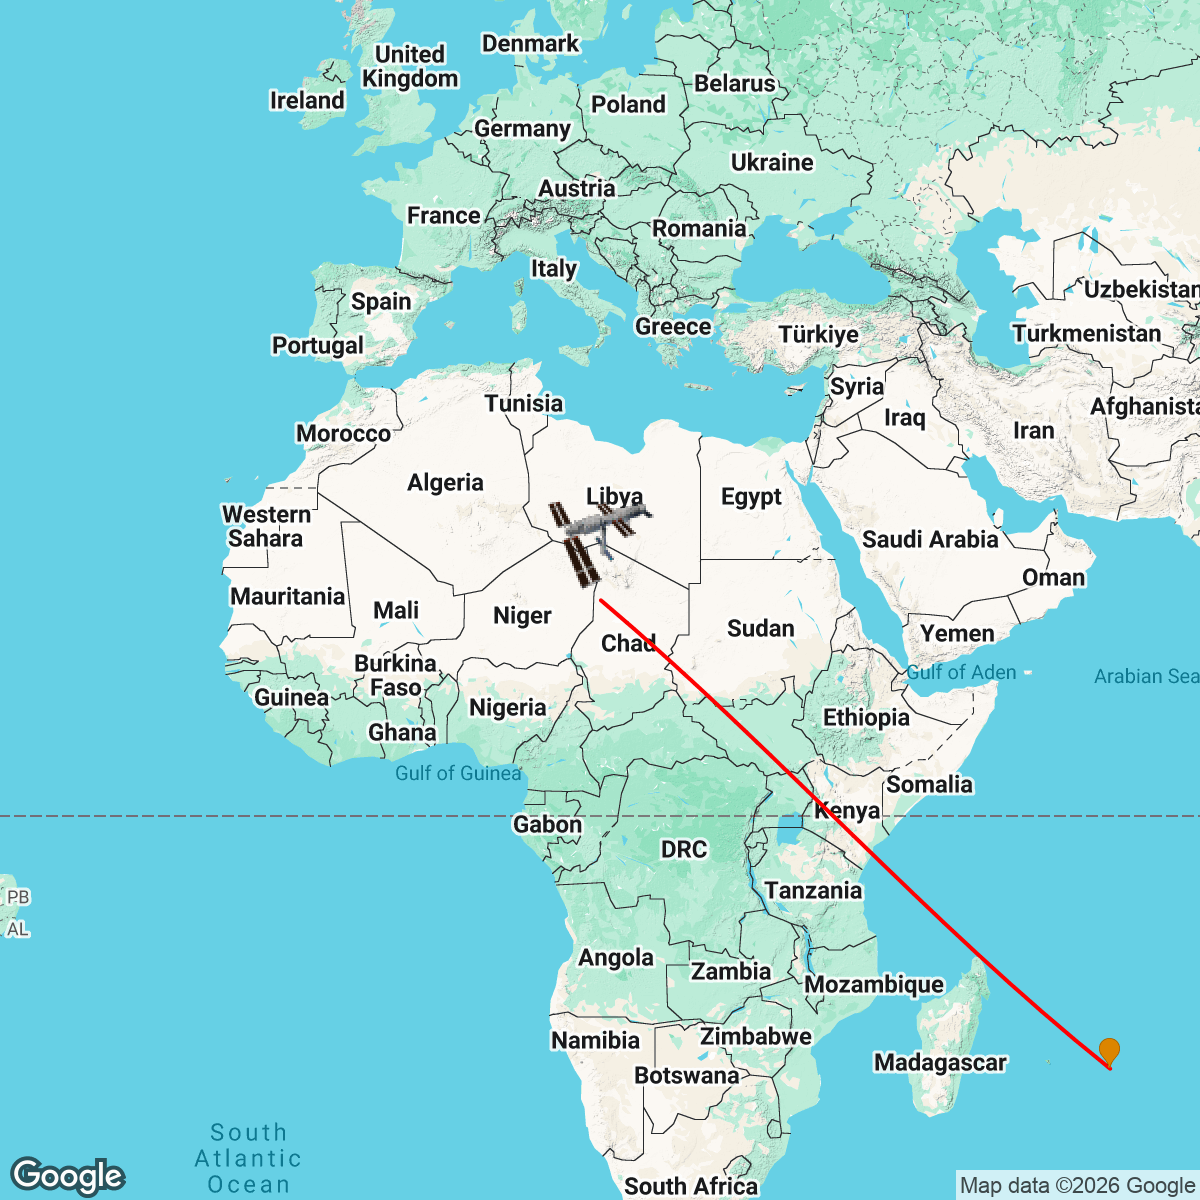 Denmark
United
Kingdom
Ireland
Belarus
Poland
Germany
Ukraine
Austria
France
Romania
Italy
Spain
Uzbekistan
Greece
Türkiye
Turkmenistan
Portugal
Syria
Tunisia
Iraq
Afghanista
Morocco
Iran
Algeria
Libya
Egypt
Western
Sahara
Saudi Arabia
Oman
Mauritania
Mali
Niger
Sudan
Yemen
Chad
Burkina
Faso
Gulf of Aden
Arabian Sea
Guinea
Nigeria
Ethiopia
Ghana
Gulf of Guinea
Somalia
Kenya
Gabon
DRC
Tanzania
PB
AL
Angola
Zambia
Mozambique
Namibia
Zimbabwe
Madagascar
Botswana
South
Atlantic
Ocean
South Africa
Google
Map data ©2026 Google